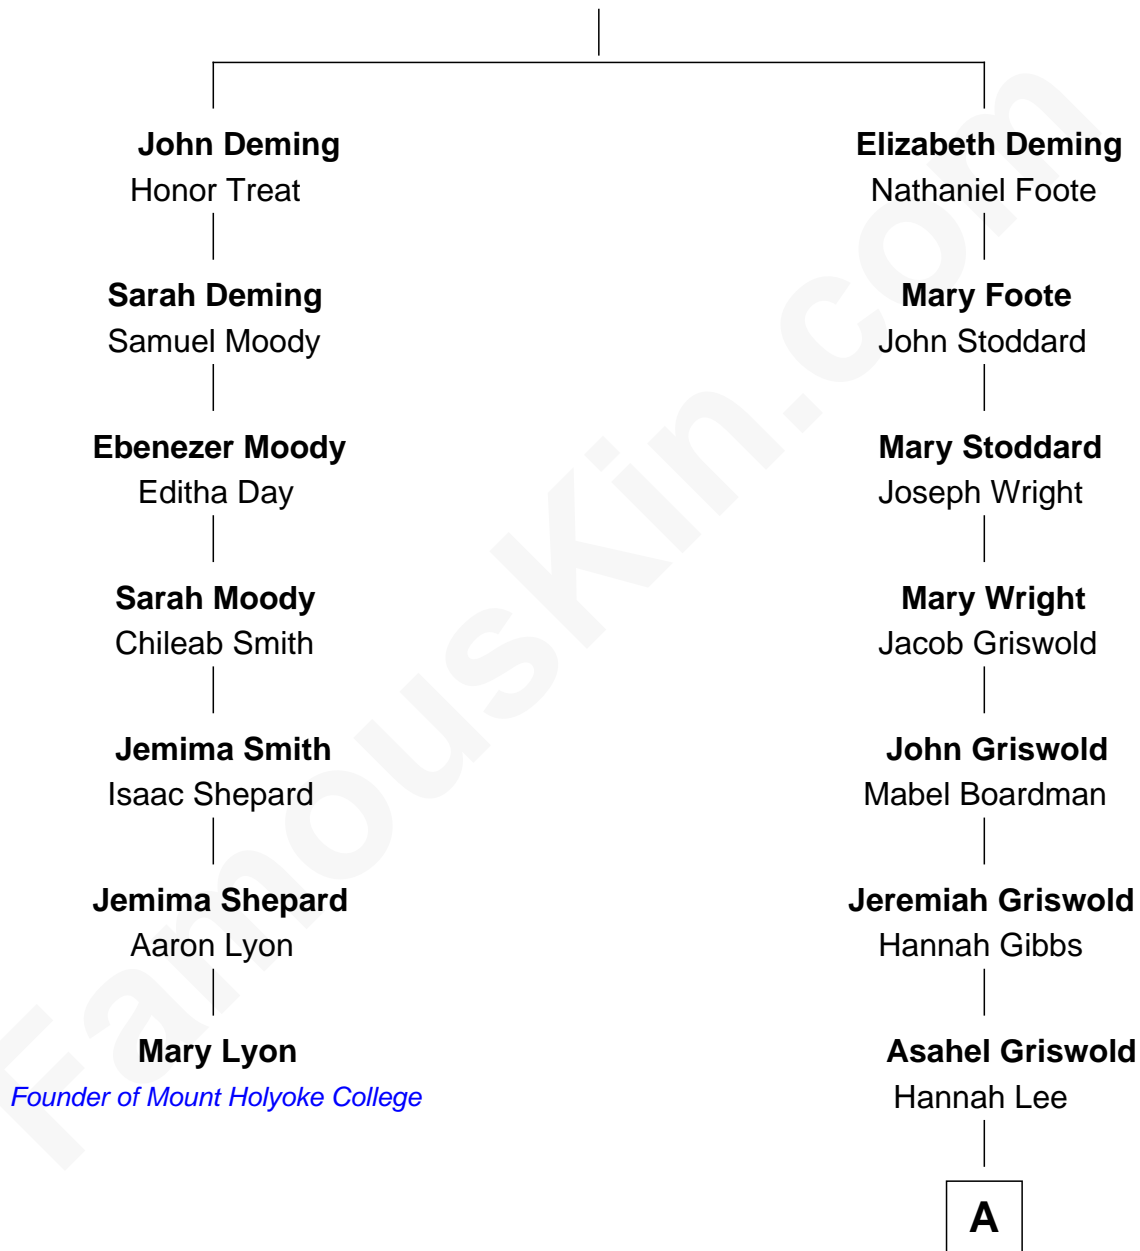 John Deming
Honor Treat
Sarah Deming
Samuel Moody
Ebenezer Moody
Editha Day
Sarah Moody
Chileab Smith
Jemima Smith
Isaac Shepard
Jemima Shepard
Aaron Lyon
Mary Lyon
Founder of Mount Holyoke College
Elizabeth Deming
Nathaniel Foote
Mary Foote
John Stoddard
Mary Stoddard
Joseph Wright
Mary Wright
Jacob Griswold
John Griswold
Mabel Boardman
Jeremiah Griswold
Hannah Gibbs
Asahel Griswold
Hannah Lee
A
FamousKin.com